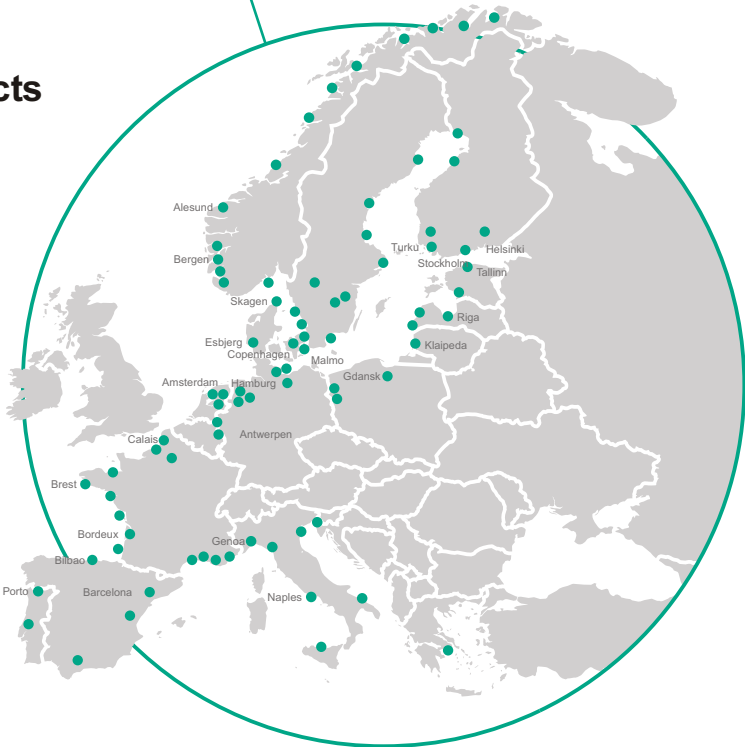 cts
Alesund
Bergen
Turku
Helsinki
Stockholm
Tallinn
Skagen
Riga
Esbjerg
Klaipeda
Copenhagen
Malmo
Gdansk
Amsterdam
Hamburg
Antwerpen
Calais
Brest
Bordeux
Genoa
Bilbao
Porto
Barcelona
Naples